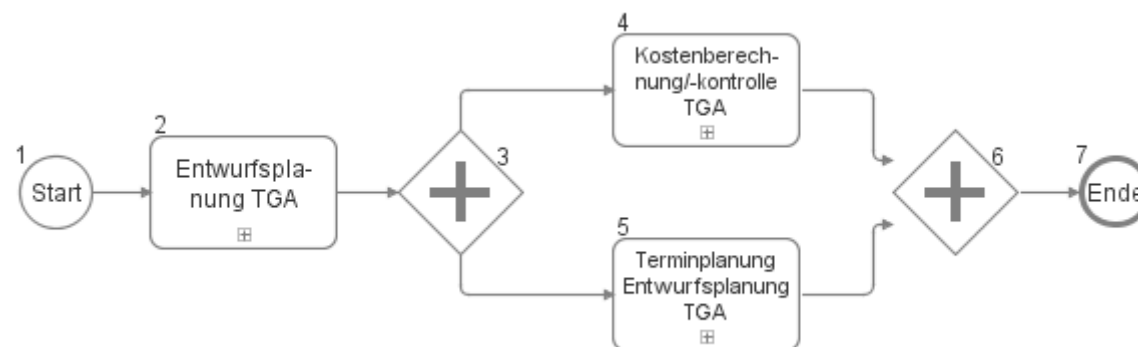 1
Start
2
Entwurfspla-
nung TGA
3
4
Kostenberech-
nung/-kontrolle
TGA
5
Terminplanung
Entwurfsplanung
TGA
6
7
Ende